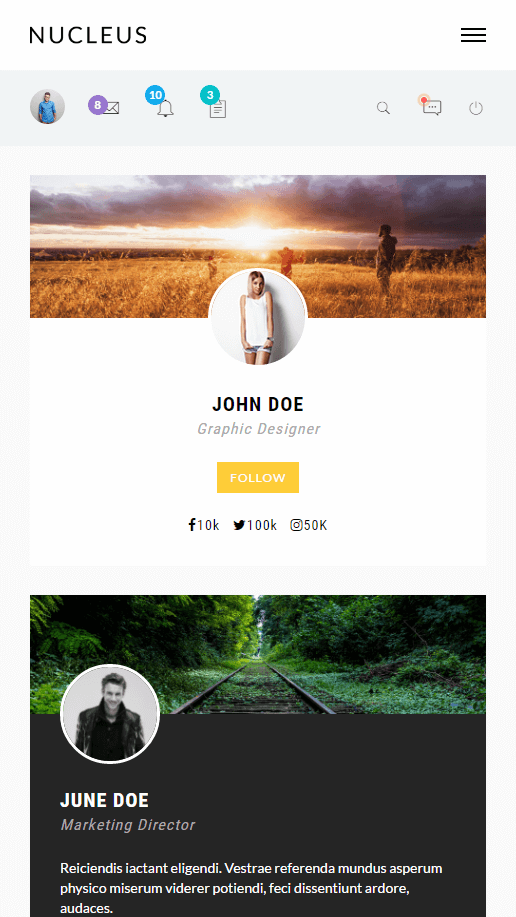 NUCLEUS
8
10
3
JOHN DOE
Graphic Designer
FOLLOW
10k 100k 50K
JUNE DOE
Marketing Director
Reiciendis iactant eligendi. Vestrae referenda mundus asperum
physico miserum viderer potiendi, feci dissentiunt ardore,
audaces.